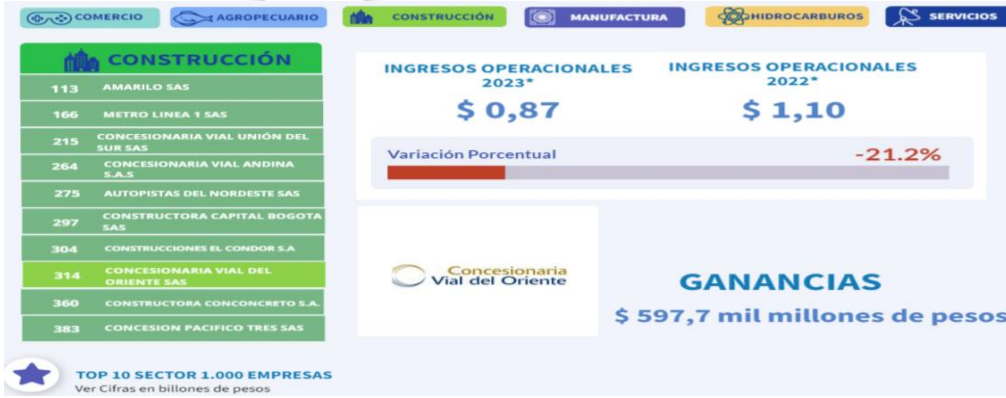 COMERCIO
AGROPECUARIO
CONSTRUCCIÓN
MANUFACTURA
HIDROCARBUROS
SERVICIOS
CONSTRUCCIÓN
113 AMARILO SAS
166 METRO LINEA 1 SAS
215 CONCESIONARIA VIAL UNIÓN DEL
SUR SAS
264 CONCESIONARIA VIAL ANDINA
S.A.S
275 AUTOPISTAS DEL NORDESTE SAS
297 CONSTRUCTORA CAPITAL BOGOTA
SAS
304 CONSTRUCCIONES EL CONDOR S.A
314 CONCESIONARIA VIAL DEL
ORIENTE SAS
360 CONSTRUCTORA CONCONCRETO S.A.
383 CONCESION PACIFICO TRES SAS
TOP 10 SECTOR 1.000 EMPRESAS
Ver Cifras en billones de pesos
INGRESOS OPERACIONALES
2023*
$ 0,87
INGRESOS OPERACIONALES
2022*
$ 1,10
Variación Porcentual
-21.2%
Concesionaria
Vial del Oriente
GANANCIAS
$ 597,7 mil millones de pesos